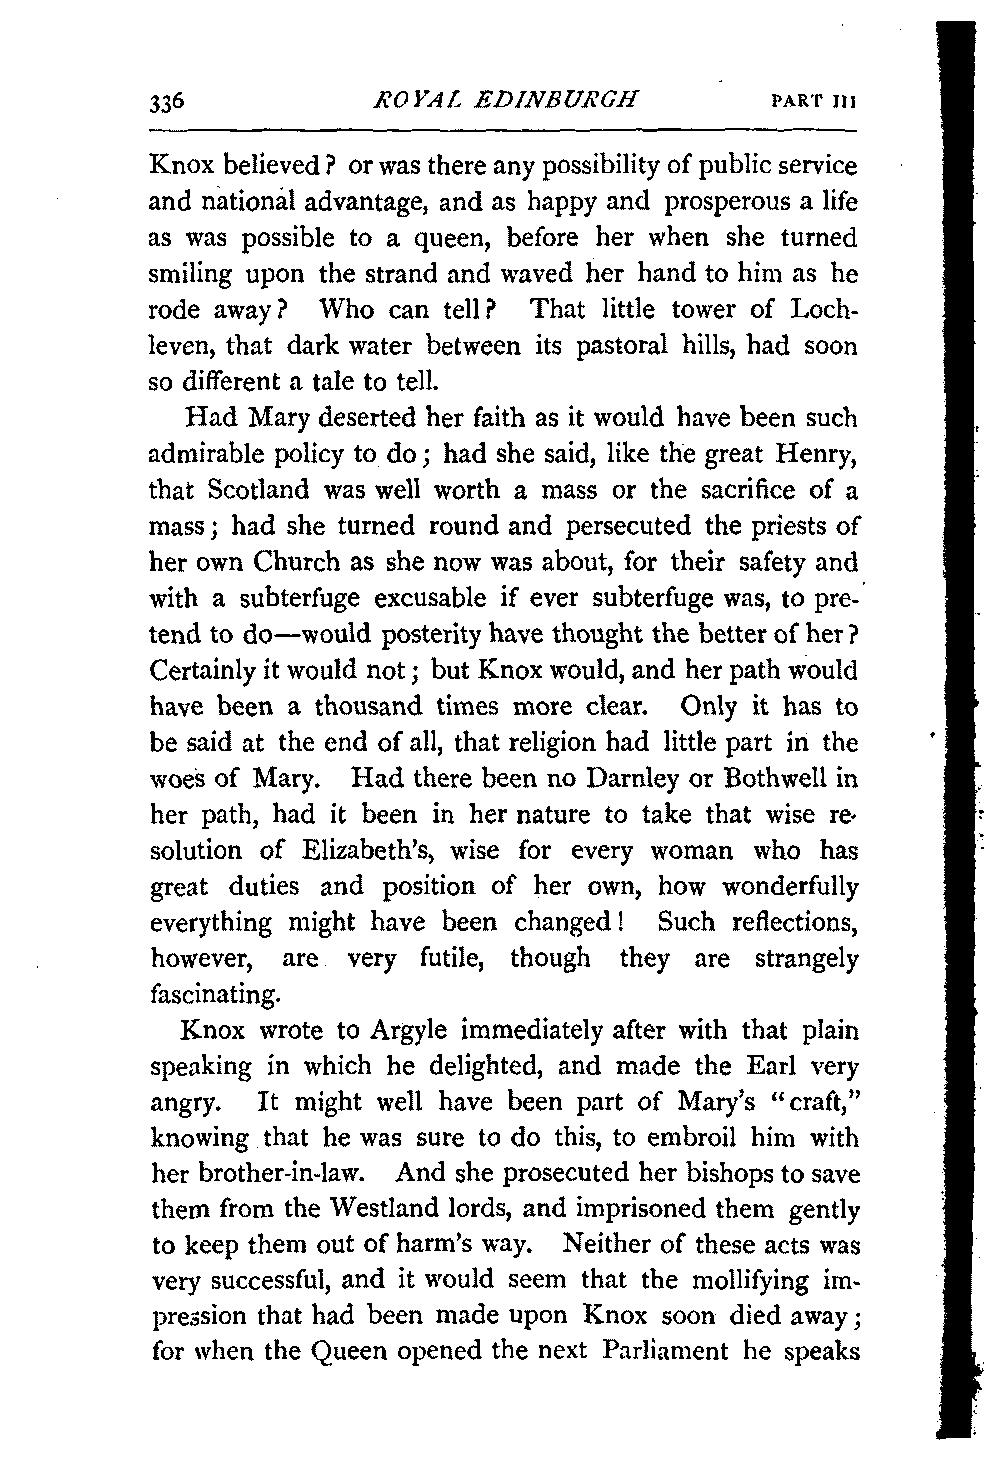 336 ROYAL EDINBURGH PART III
Knox believed? or was there any possibility of public service
and national advantage, and as happy and prosperous a life
as was possible to a queen, before her when she turned
smiling upon the strand and waved her hand to him as he
rode away? Who can tell? That little tower of Loch-
leven, that dark water between its pastoral hills, had soon
so different a tale to tell.
Had Mary deserted her faith as it would have been such
admirable policy to do; had she said, like the great Henry,
that Scotland was well worth a mass or the sacrifice of a
mass; had she turned round and persecuted the priests of
her own Church as she now was about, for their safety and
with a subterfuge excusable if ever subterfuge was, to pre-
tend to do—would posterity have thought the better of her?
Certainly it would not; but Knox would, and her path would
have been a thousand times more clear. Only it has to
be said at the end of all, that religion had little part in the
woes of Mary. Had there been no Darnley or Bothwell in
her path, had it been in her nature to take that wise re-
solution of Elizabeth's, wise for every woman who has
great duties and position of her own, how wonderfully
everything might have been changed! Such reflections,
however, are very futile, though they are strangely
fascinating.
Knox wrote to Argyle immediately after with that plain
speaking in which he delighted, and made the Earl very
angry. It might well have been part of Mary's "craft,"
knowing that he was sure to do this, to embroil him with
her brother-in-law. And she prosecuted her bishops to save
them from the Westland lords, and imprisoned them gently
to keep them out of harm's way. Neither of these acts was
very successful, and it would seem that the mollifying im-
pression that had been made upon Knox soon died away;
for when the Queen opened the next Parliament he speaks